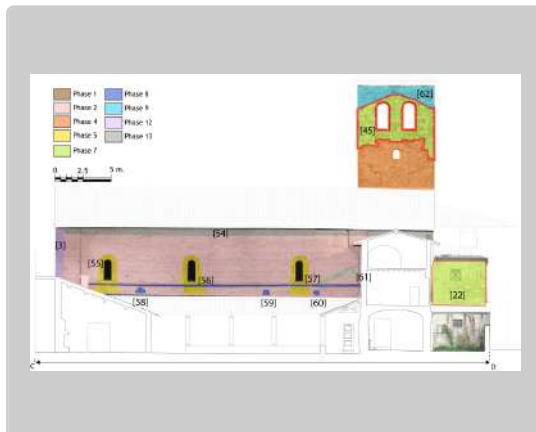 Phase 1
Phase 2
Phase 4
Phase 5
Phase 7
Phase 8
Phase 9
Phase 12
Phase 13
0 2.5 5 m.
[62]
[45]
[54]
[3]
[55]
[56]
[57]
[61]
[58]
[59]
[60]
[22]
C
D